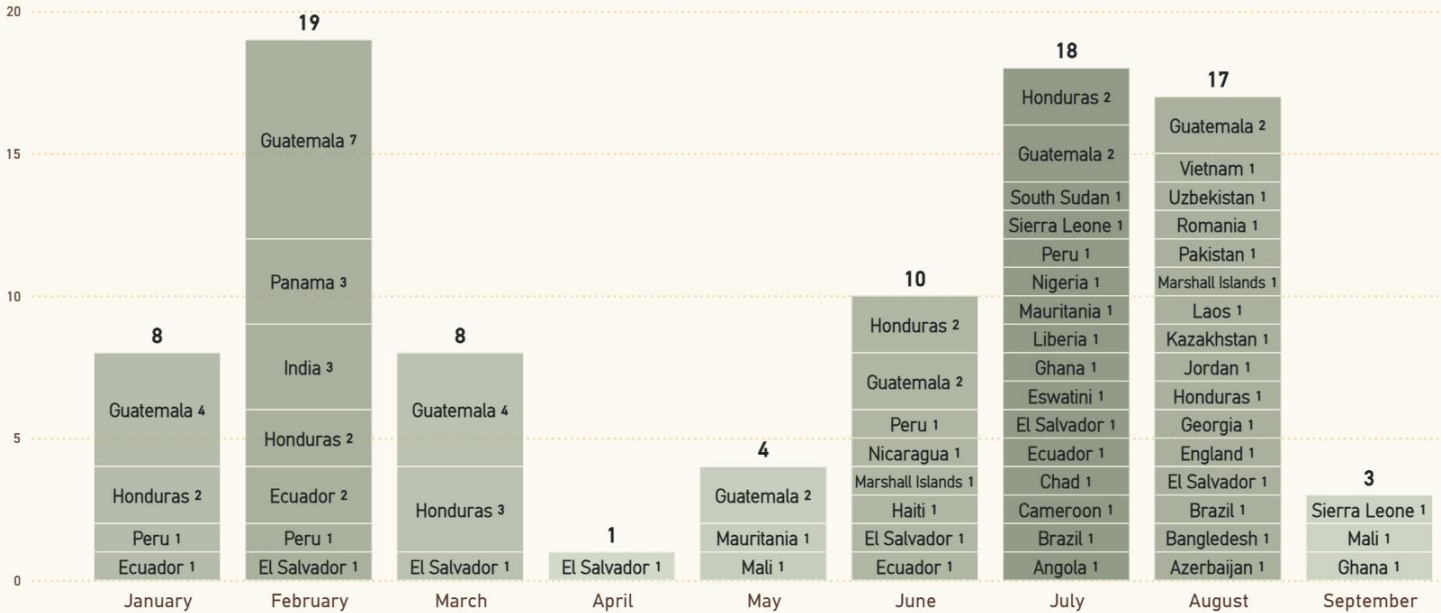 20
15
10
5
0
8
Guatemala 4
Honduras 2
Peru 1
Ecuador 1
January
19
Guatemala 7
Panama 3
India 3
Honduras 2
Ecuador 2
Peru 1
El Salvador 1
February
8
Guatemala 4
Honduras 3
El Salvador 1
March
1
El Salvador 1
April
4
Guatemala 2
Mauritania 1
Mali 1
May
10
Honduras 2
Guatemala 2
Peru 1
Nicaragua 1
Marshall Islands 1
Haiti 1
El Salvador 1
Ecuador 1
June
18
Honduras 2
Guatemala 2
South Sudan 1
Sierra Leone 1
Peru 1
Nigeria 1
Mauritania 1
Liberia 1
Ghana 1
Eswatini 1
El Salvador 1
Ecuador 1
Chad 1
Cameroon 1
Brazil 1
Angola 1
July
17
Guatemala 2
Vietnam 1
Uzbekistan 1
Romania 1
Pakistan 1
Marshall Islands 1
Laos 1
Kazakhstan 1
Jordan 1
Honduras 1
Georgia 1
England 1
El Salvador 1
Brazil 1
Bangledesh 1
Azerbaijan 1
August
3
Sierra Leone 1
Mali 1
Ghana 1
September